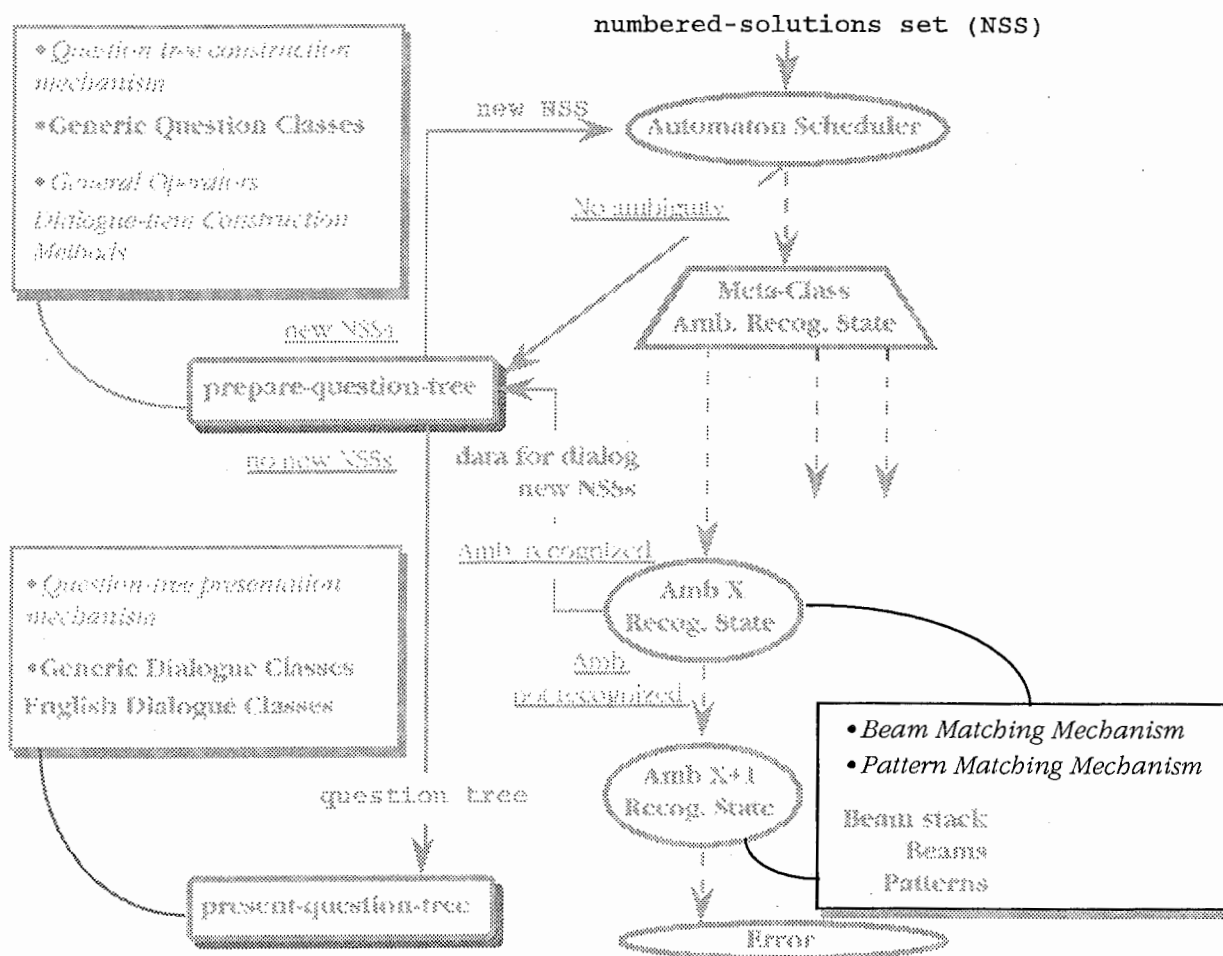 numbered-solutions set (NSS)
• Question tree construction
mechanism
• Generic Question Classes
• General Operators
Dialogue-item Construction
Methods
new NSS
Automaton Scheduler
No ambiguity
Meta-Class
Amb. Recog. State
new NSSs
prepare-question-tree
no new NSSs
data for dialog
new NSSs
Amb. recognized
Amb X
Recog. State
Amb.
not recognized
• Question-tree presentation
mechanism
• Generic Dialogue Classes
English Dialogue Classes
• Beam Matching Mechanism
• Pattern Matching Mechanism
Beam stack
Beams
Patterns
Amb X+1
Recog. State
question tree
present-question-tree
Error